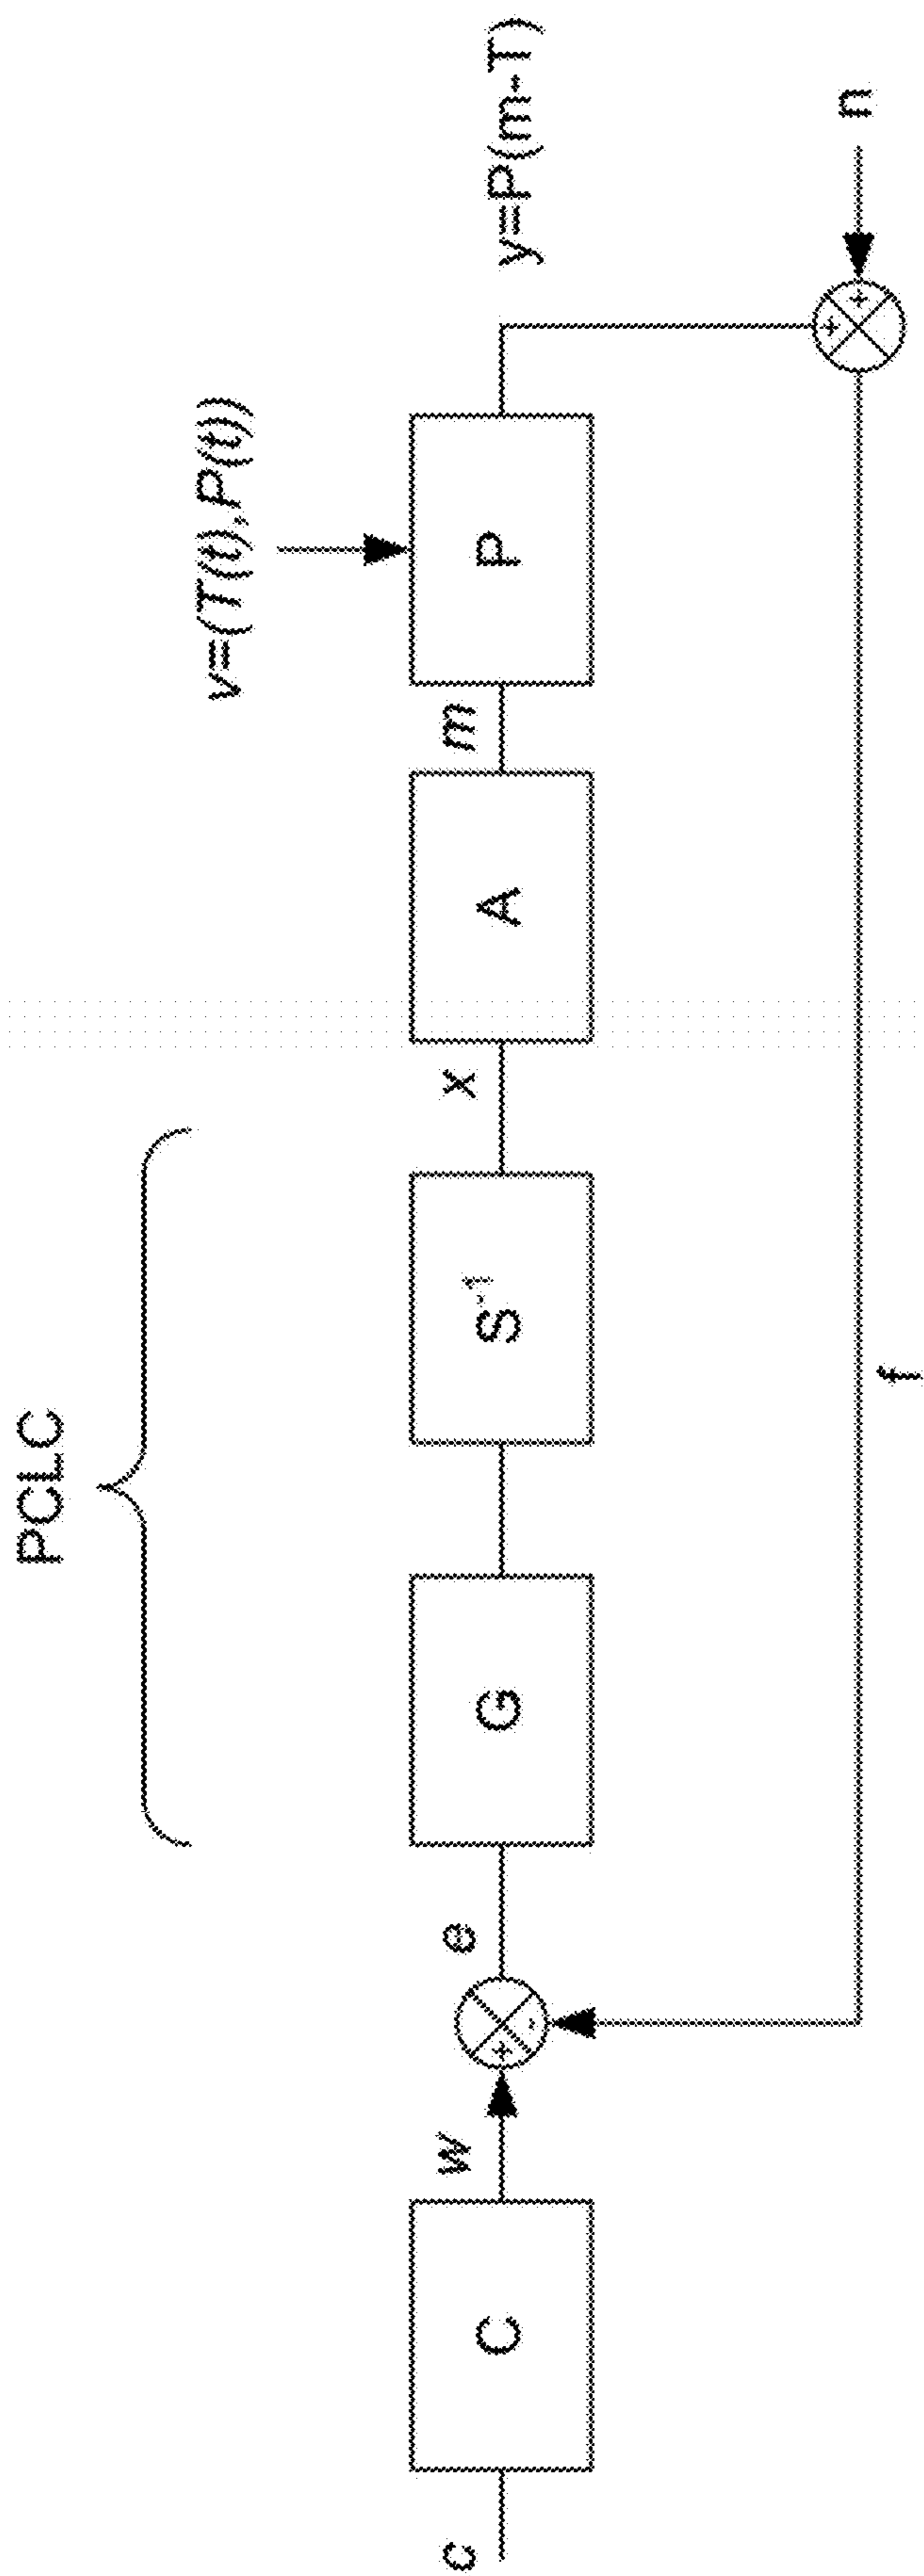 PCLC
v=(T(t),P(t))
y=P(m-T)
c
C
w
+
-
e
G
S⁻¹
x
A
m
P
+
+
n
f